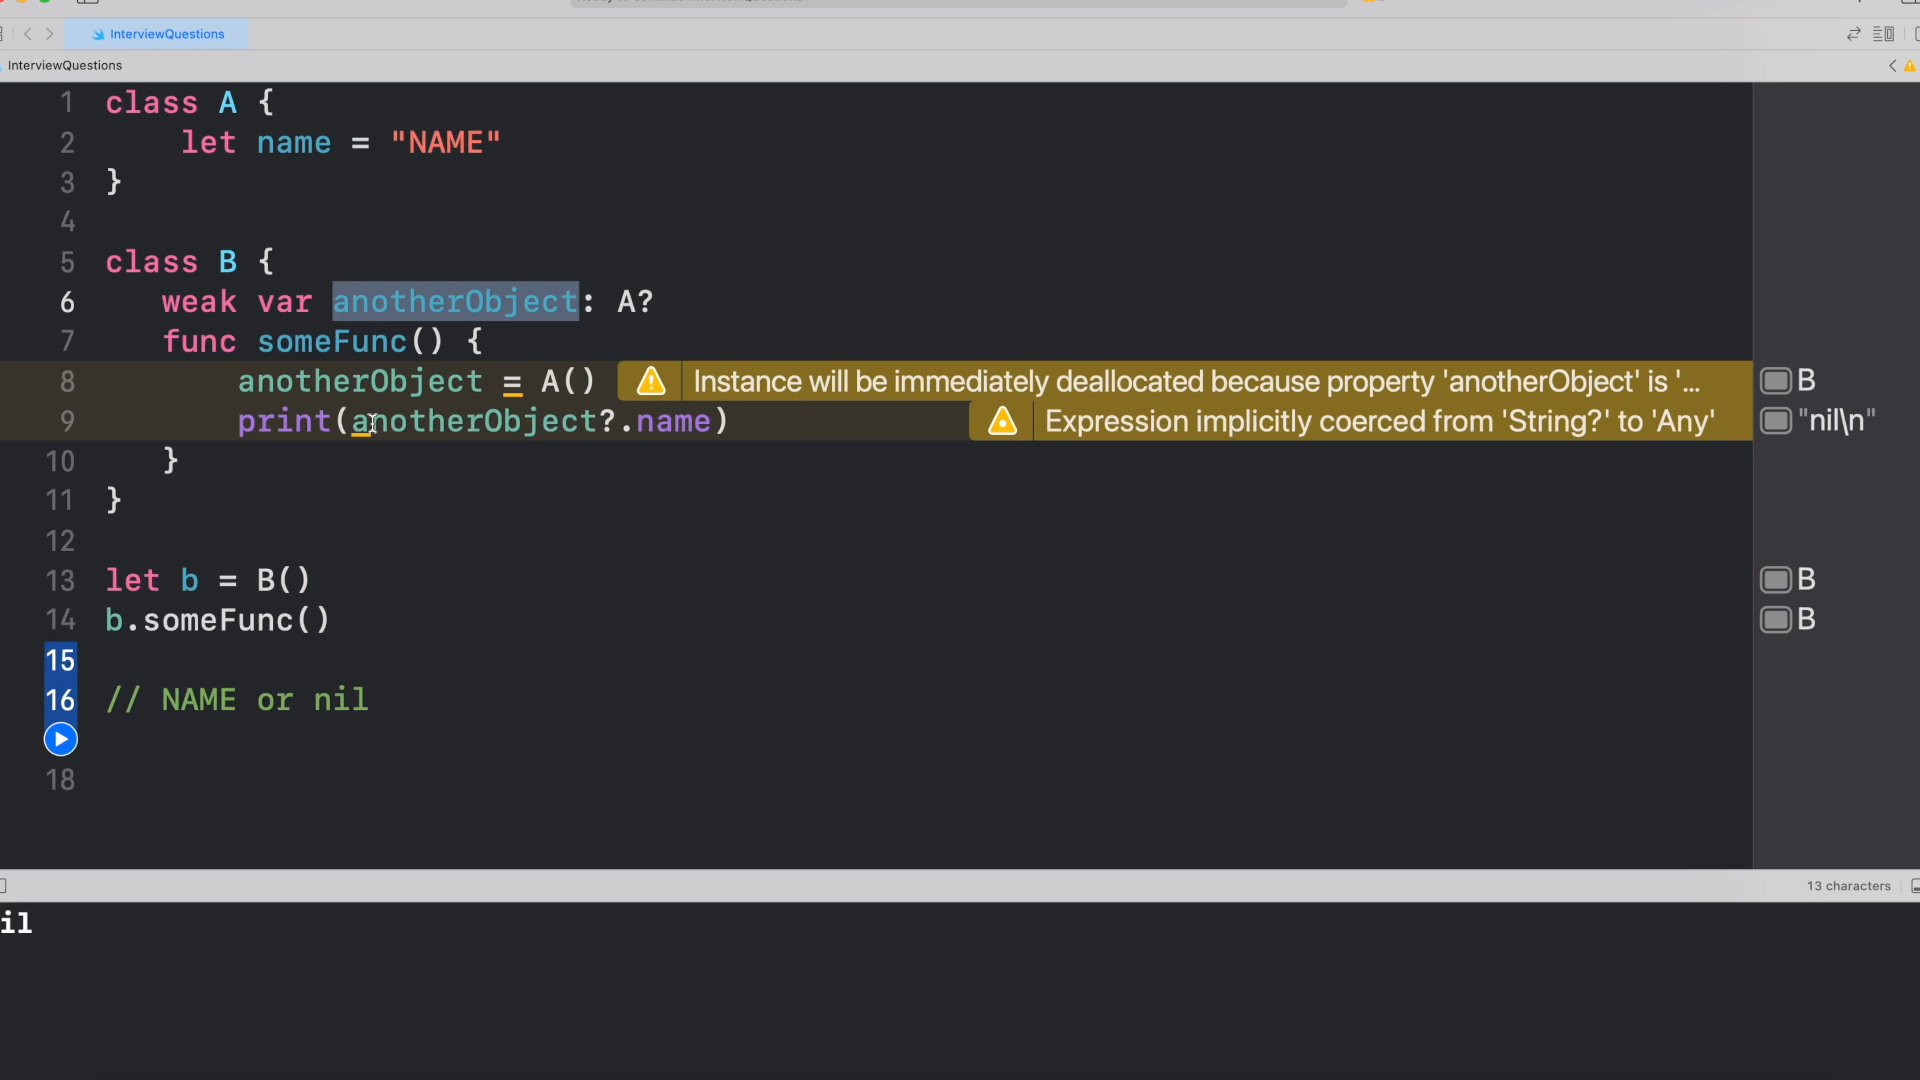 InterviewQuestions
InterviewQuestions
1 class A {
2 let name = "NAME"
3 }
4
5 class B {
6 weak var anotherObject: A?
7 func someFunc() {
8 anotherObject = A() Instance will be immediately deallocated because property 'anotherObject' is '... B
9 print(anotherObject?.name) Expression implicitly coerced from 'String?' to 'Any' "nil\n"
10 }
11 }
12
13 let b = B() B
14 b.someFunc() B
15
16 // NAME or nil
18
13 characters
il